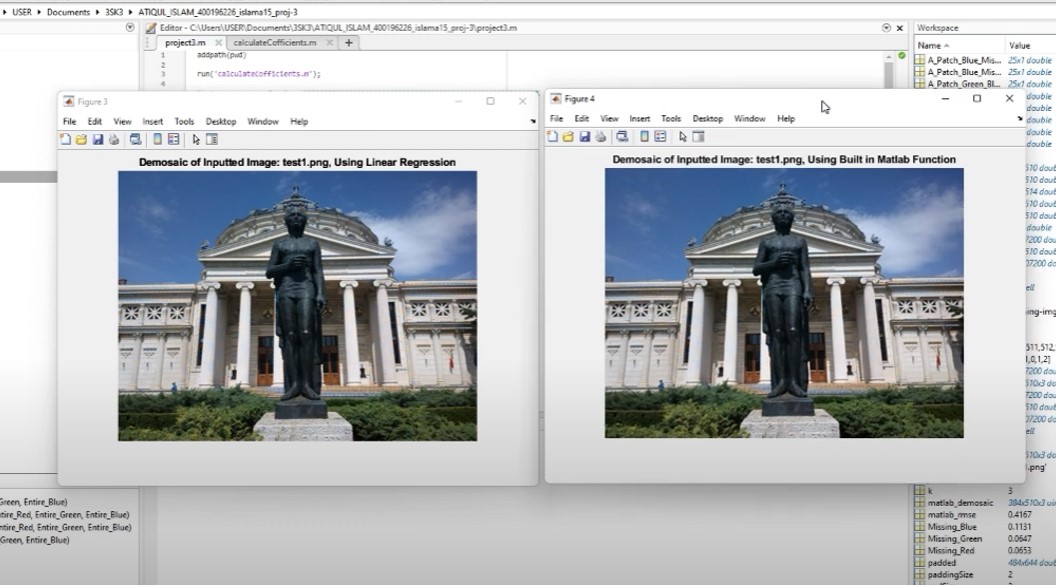 USER ▸ Documents ▸ 3SK3 ▸ ATIQUL_ISLAM_400196226_islama15_proj-3
Editor - C:\Users\USER\Documents\3SK3\ATIQUL_ISLAM_400196226_islama15_proj-3\project3.m
Workspace
project3.m calculateCofficients.m
Name Value
1 addpath(pwd)
2
3 run('calculateCofficients.m');
4
A_Patch_Blue_Mis... 25x1 double
A_Patch_Blue_Mis... 25x1 double
A_Patch_Green_Bl... 25x1 double
Figure 3
File Edit View Insert Tools Desktop Window Help
Demosaic of Inputted Image: test1.png, Using Linear Regression
Figure 4
File Edit View Insert Tools Desktop Window Help
Demosaic of Inputted Image: test1.png, Using Built in Matlab Function
Green, Entire_Blue)
tire_Red, Entire_Green, Entire_Blue)
ntire_Red, Entire_Green, Entire_Blue)
Green, Entire_Blue)
k 3
matlab_demosaic 384x510x3 ui
matlab_rmse 0.4167
Missing_Blue 0.1131
Missing_Green 0.0647
Missing_Red 0.0653
padded 484x644 doub
paddingSize 2